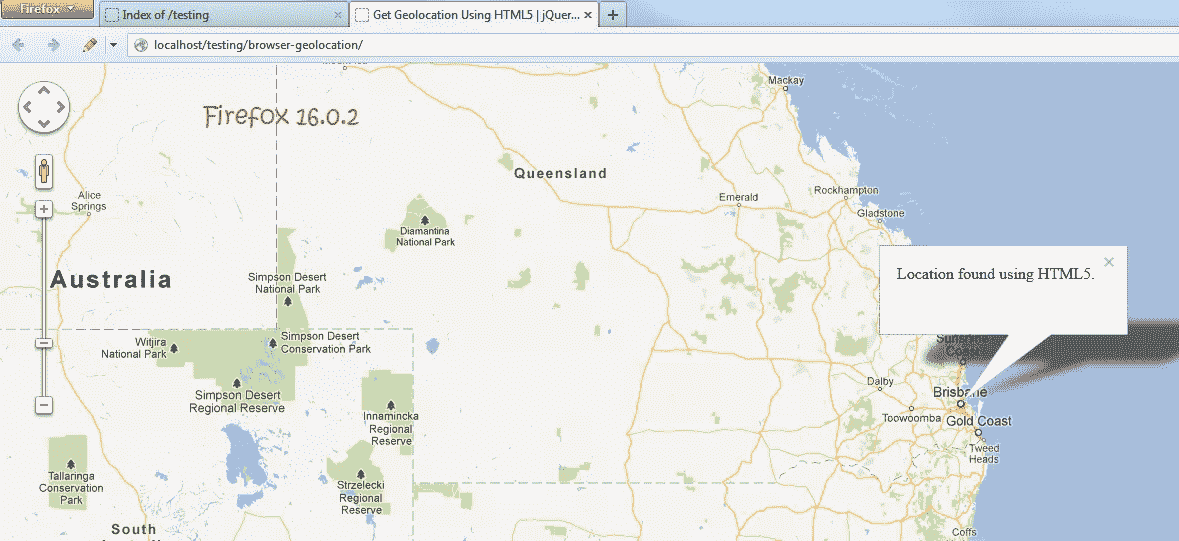 Firefox
Index of /testing
Get Geolocation Using HTML5 | jQuer...
localhost/testing/browser-geolocation/
Mackay
Firefox 16.0.2
Queensland
Alice
Springs
Emerald
Rockhampton
Gladstone
Diamantina
National Park
Australia
Simpson Desert
National Park
Location found using HTML5.
Witjira
National Park
Simpson Desert
Conservation Park
Sunshine
Coast
Simpson Desert
Regional Reserve
Dalby
Brisbane
Innamincka
Regional
Reserve
Toowoomba
Gold Coast
Tweed
Heads
Tallaringa
Conservation
Park
Strzelecki
Regional
Reserve
South
Coffs